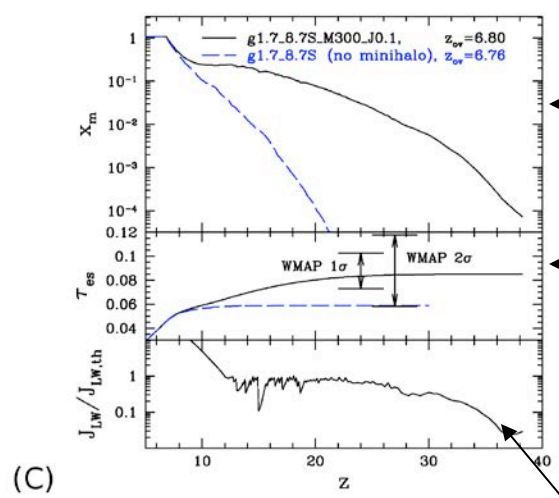 g1.7_8.7S_M300_J0.1, z_ov=6.80
g1.7_8.7S (no minihalo), z_ov=6.76
1
10⁻¹
10⁻²
10⁻³
10⁻⁴
x_m
0.12
0.1
0.08
0.06
0.04
τ_es
WMAP 1σ
WMAP 2σ
1
0.1
J_LW/J_LW,th
10 20 30 40
z
(C)